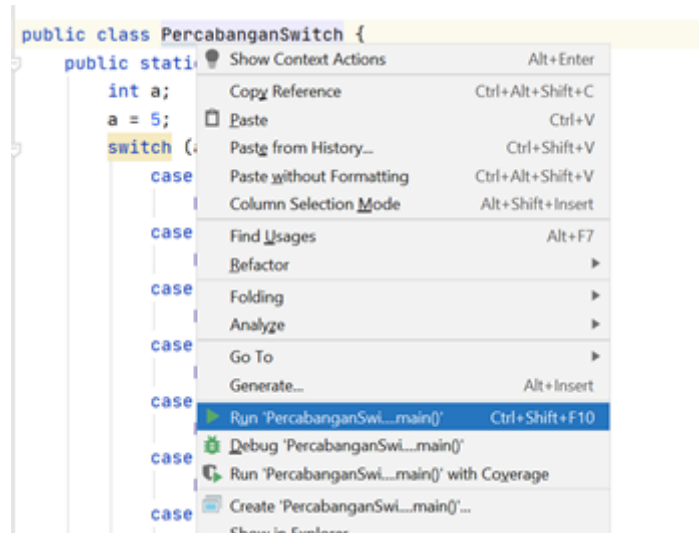 public class PercabanganSwitch {
public stati
int a;
a = 5;
switch (
case
case
case
case
case
case
case
Show Context Actions Alt+Enter
Copy Reference Ctrl+Alt+Shift+C
Paste Ctrl+V
Paste from History... Ctrl+Shift+V
Paste without Formatting Ctrl+Alt+Shift+V
Column Selection Mode Alt+Shift+Insert
Find Usages Alt+F7
Refactor
Folding
Analyze
Go To
Generate... Alt+Insert
Run 'PercabanganSwi....main()' Ctrl+Shift+F10
Debug 'PercabanganSwi....main()'
Run 'PercabanganSwi....main()' with Coverage
Create 'PercabanganSwi....main()'...
Show in Explorer